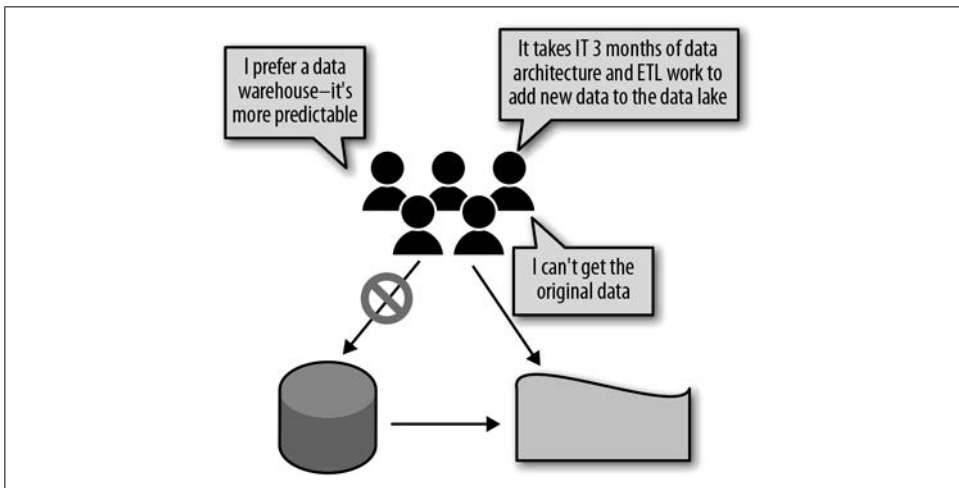 I prefer a data
warehouse–it's
more predictable
It takes IT 3 months of data
architecture and ETL work to
add new data to the data lake
I can't get the
original data